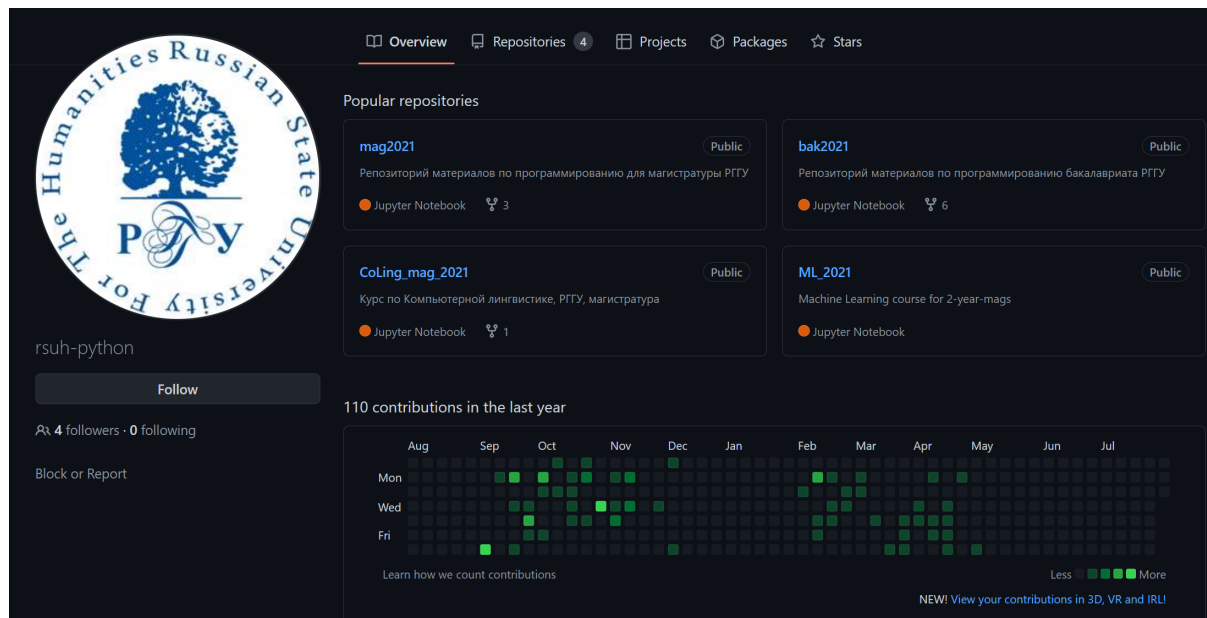 Overview Repositories 4 Projects Packages Stars
The Humanities Russian State University For
РГГУ
rsuh-python
Follow
4 followers · 0 following
Block or Report
Popular repositories
mag2021 Public
Репозиторий материалов по программированию для магистратуры РГГУ
Jupyter Notebook 3
bak2021 Public
Репозиторий материалов по программированию бакалавриата РГГУ
Jupyter Notebook 6
CoLing_mag_2021 Public
Курс по Компьютерной лингвистике, РГГУ, магистратура
Jupyter Notebook 1
ML_2021 Public
Machine Learning course for 2-year-mags
Jupyter Notebook
110 contributions in the last year
Aug Sep Oct Nov Dec Jan Feb Mar Apr May Jun Jul
Mon
Wed
Fri
Learn how we count contributions
Less More
NEW! View your contributions in 3D, VR and IRL!